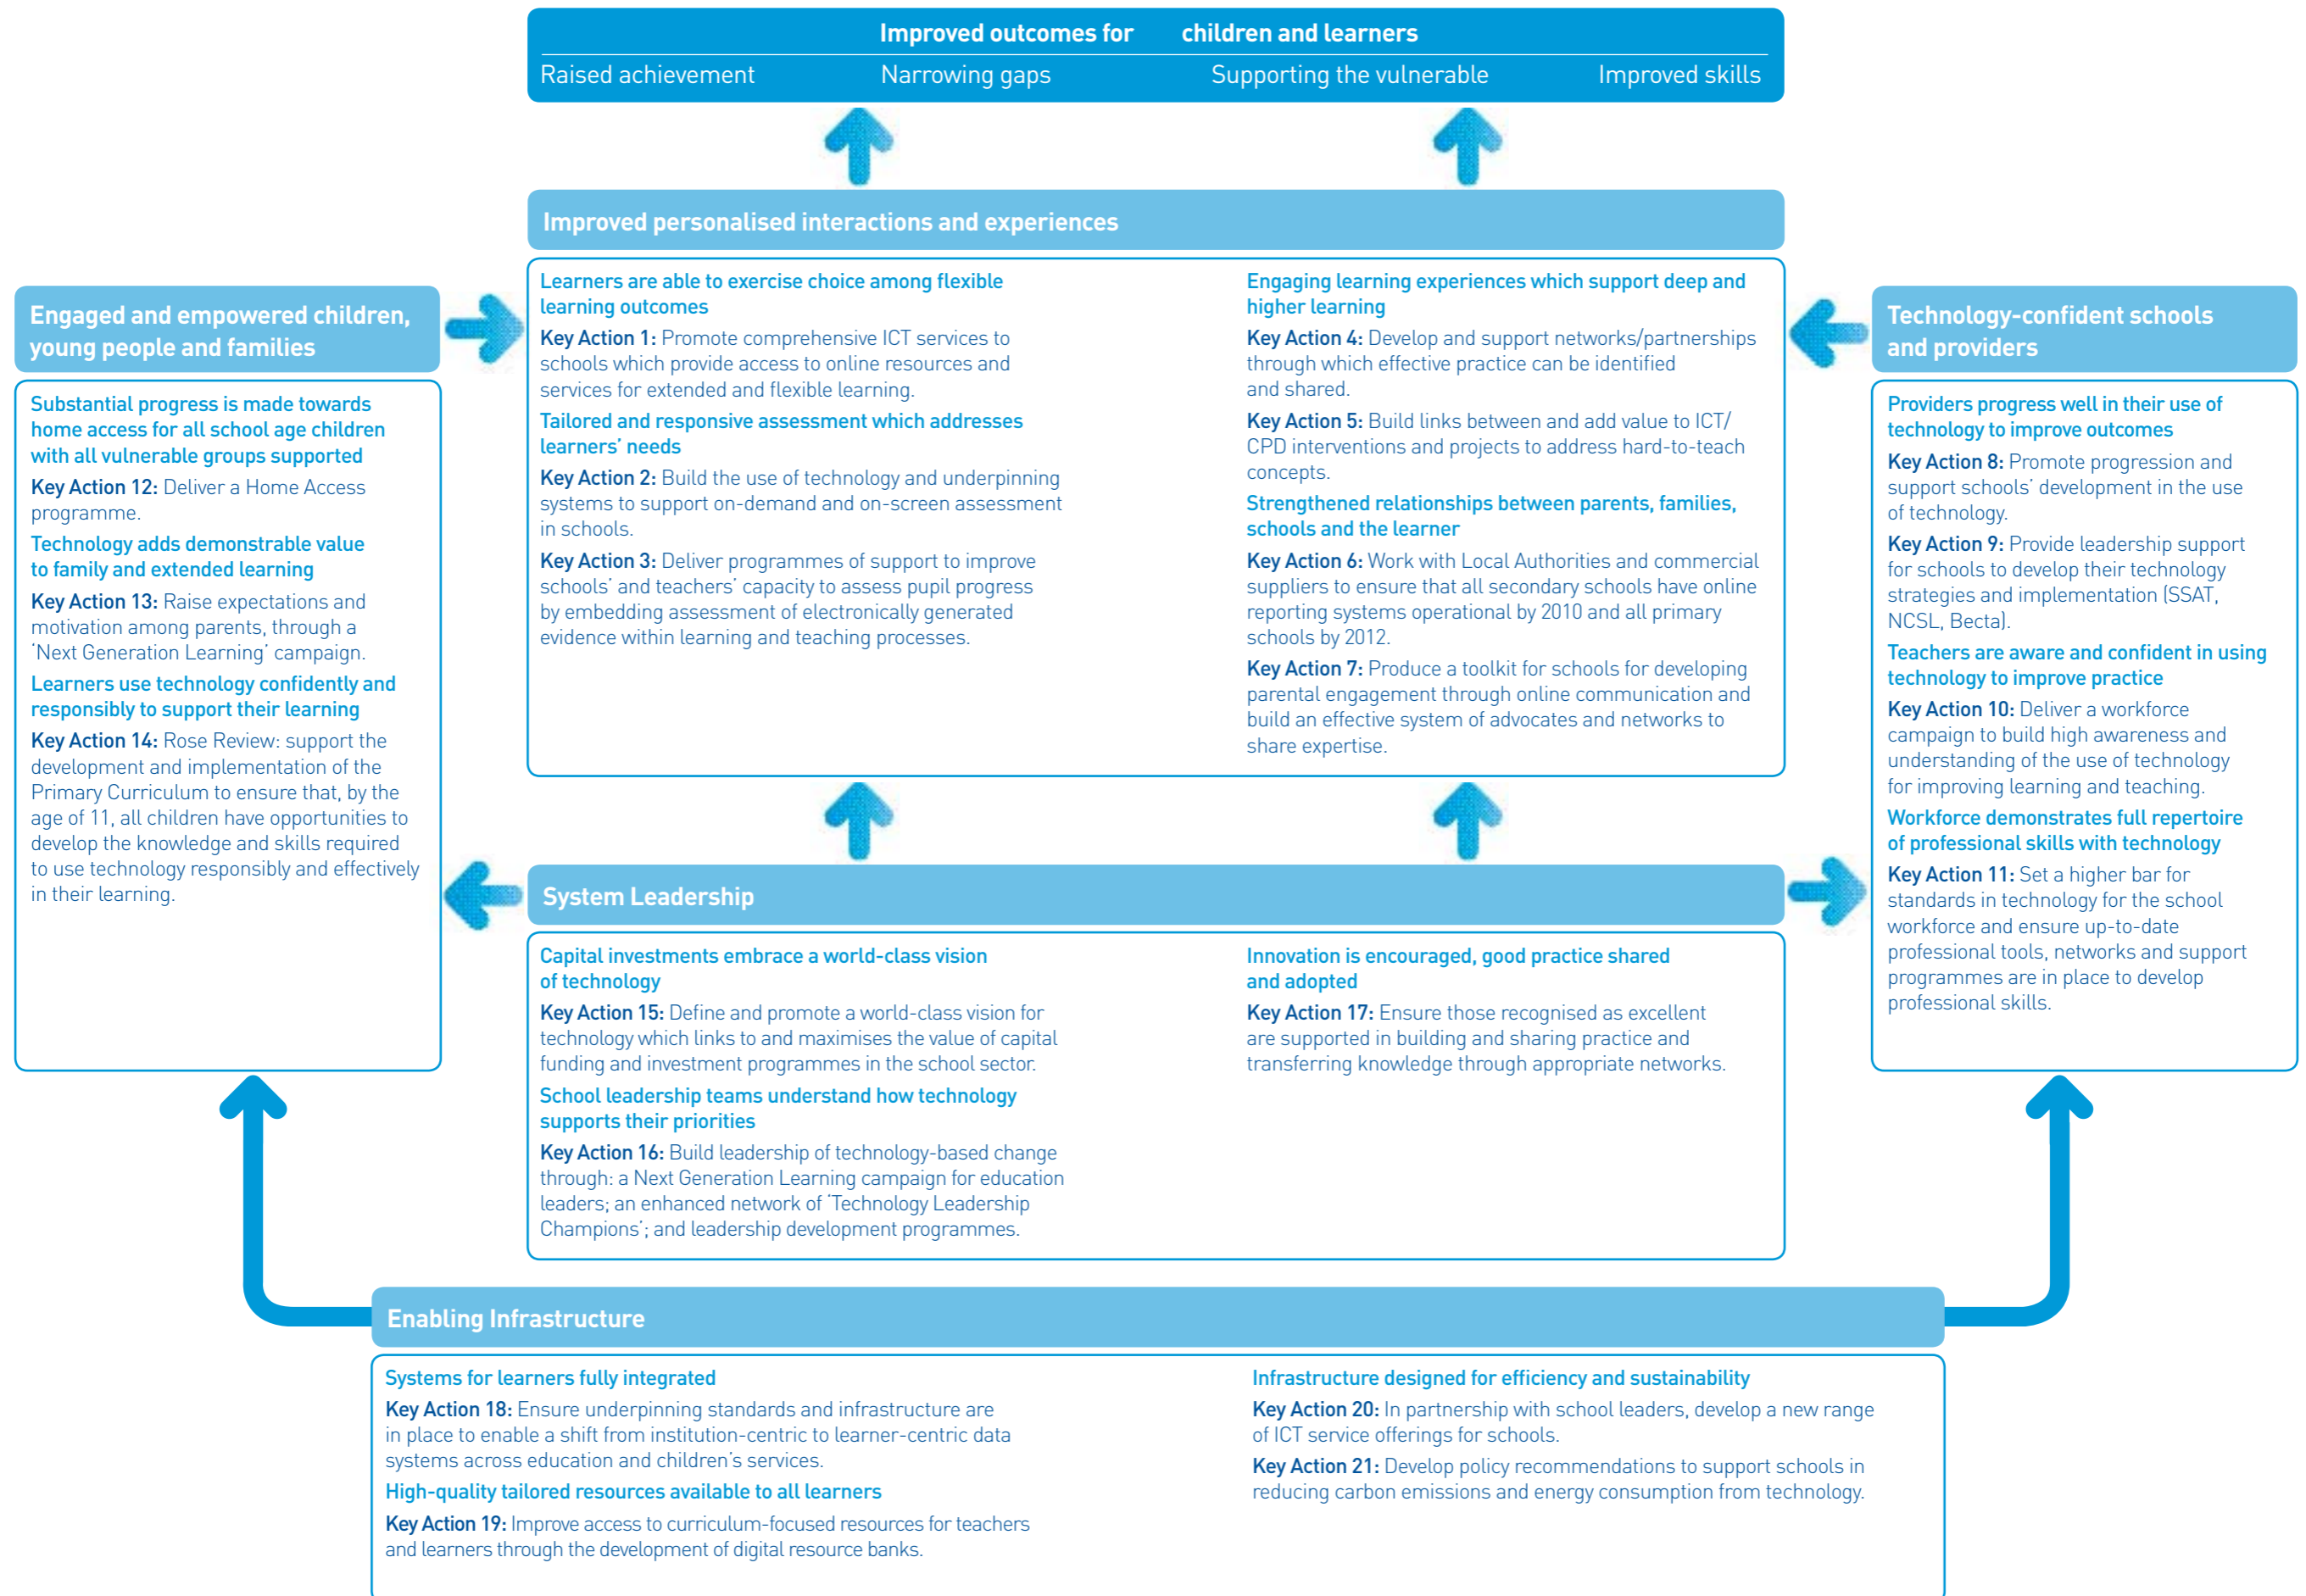 Improved outcomes for children and learners
Raised achievement Narrowing gaps Supporting the vulnerable Improved skills
Improved personalised interactions and experiences
Learners are able to exercise choice among flexible
learning outcomes
Key Action 1: Promote comprehensive ICT services to
schools which provide access to online resources and
services for extended and flexible learning.
Tailored and responsive assessment which addresses
learners' needs
Key Action 2: Build the use of technology and underpinning
systems to support on-demand and on-screen assessment
in schools.
Key Action 3: Deliver programmes of support to improve
schools' and teachers' capacity to assess pupil progress
by embedding assessment of electronically generated
evidence within learning and teaching processes.
Engaging learning experiences which support deep and
higher learning
Key Action 4: Develop and support networks/partnerships
through which effective practice can be identified
and shared.
Key Action 5: Build links between and add value to ICT/
CPD interventions and projects to address hard-to-teach
concepts.
Strengthened relationships between parents, families,
schools and the learner
Key Action 6: Work with Local Authorities and commercial
suppliers to ensure that all secondary schools have online
reporting systems operational by 2010 and all primary
schools by 2012.
Key Action 7: Produce a toolkit for schools for developing
parental engagement through online communication and
build an effective system of advocates and networks to
share expertise.
Engaged and empowered children,
young people and families
Substantial progress is made towards
home access for all school age children
with all vulnerable groups supported
Key Action 12: Deliver a Home Access
programme.
Technology adds demonstrable value
to family and extended learning
Key Action 13: Raise expectations and
motivation among parents, through a
'Next Generation Learning' campaign.
Learners use technology confidently and
responsibly to support their learning
Key Action 14: Rose Review: support the
development and implementation of the
Primary Curriculum to ensure that, by the
age of 11, all children have opportunities to
develop the knowledge and skills required
to use technology responsibly and effectively
in their learning.
Technology-confident schools
and providers
Providers progress well in their use of
technology to improve outcomes
Key Action 8: Promote progression and
support schools' development in the use
of technology.
Key Action 9: Provide leadership support
for schools to develop their technology
strategies and implementation (SSAT,
NCSL, Becta).
Teachers are aware and confident in using
technology to improve practice
Key Action 10: Deliver a workforce
campaign to build high awareness and
understanding of the use of technology
for improving learning and teaching.
Workforce demonstrates full repertoire
of professional skills with technology
Key Action 11: Set a higher bar for
standards in technology for the school
workforce and ensure up-to-date
professional tools, networks and support
programmes are in place to develop
professional skills.
System Leadership
Capital investments embrace a world-class vision
of technology
Key Action 15: Define and promote a world-class vision for
technology which links to and maximises the value of capital
funding and investment programmes in the school sector.
School leadership teams understand how technology
supports their priorities
Key Action 16: Build leadership of technology-based change
through: a Next Generation Learning campaign for education
leaders; an enhanced network of 'Technology Leadership
Champions'; and leadership development programmes.
Innovation is encouraged, good practice shared
and adopted
Key Action 17: Ensure those recognised as excellent
are supported in building and sharing practice and
transferring knowledge through appropriate networks.
Enabling Infrastructure
Systems for learners fully integrated
Key Action 18: Ensure underpinning standards and infrastructure are
in place to enable a shift from institution-centric to learner-centric data
systems across education and children's services.
High-quality tailored resources available to all learners
Key Action 19: Improve access to curriculum-focused resources for teachers
and learners through the development of digital resource banks.
Infrastructure designed for efficiency and sustainability
Key Action 20: In partnership with school leaders, develop a new range
of ICT service offerings for schools.
Key Action 21: Develop policy recommendations to support schools in
reducing carbon emissions and energy consumption from technology.